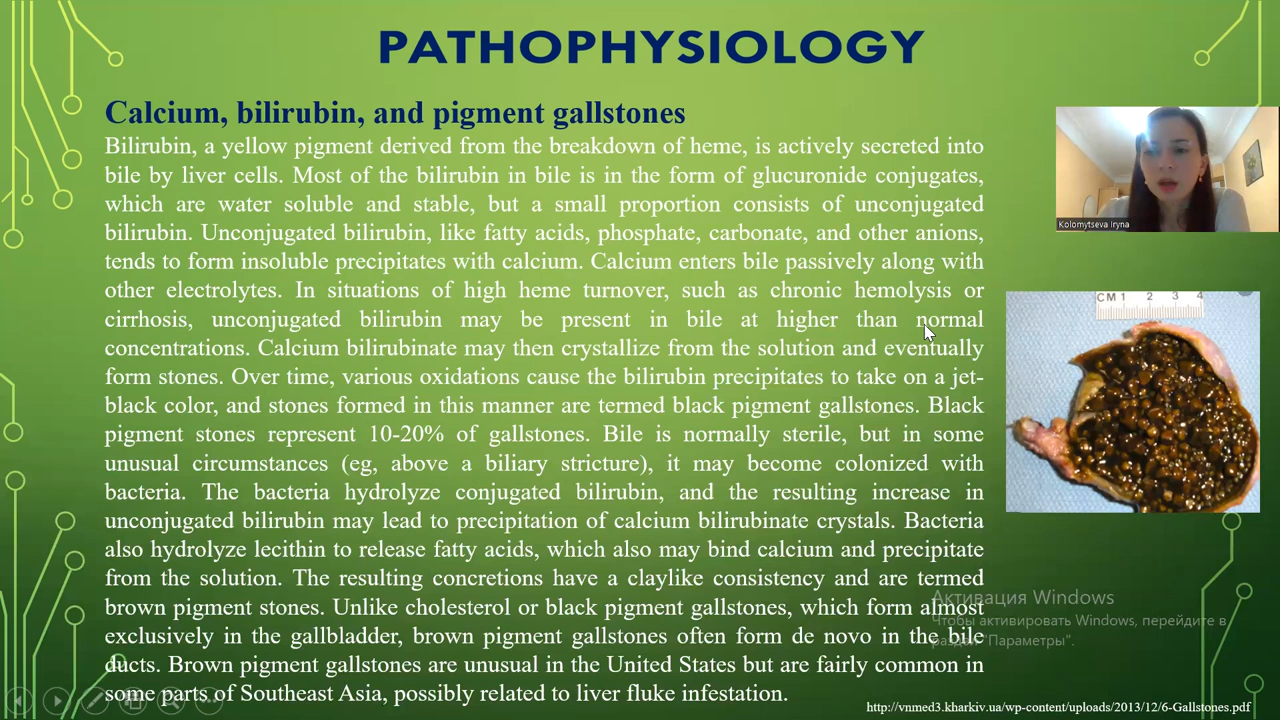 PATHOPHYSIOLOGY
Calcium, bilirubin, and pigment gallstones
Bilirubin, a yellow pigment derived from the breakdown of heme, is actively secreted into
bile by liver cells. Most of the bilirubin in bile is in the form of glucuronide conjugates,
which are water soluble and stable, but a small proportion consists of unconjugated
bilirubin. Unconjugated bilirubin, like fatty acids, phosphate, carbonate, and other anions,
tends to form insoluble precipitates with calcium. Calcium enters bile passively along with
other electrolytes. In situations of high heme turnover, such as chronic hemolysis or
cirrhosis, unconjugated bilirubin may be present in bile at higher than normal
concentrations. Calcium bilirubinate may then crystallize from the solution and eventually
form stones. Over time, various oxidations cause the bilirubin precipitates to take on a jet-
black color, and stones formed in this manner are termed black pigment gallstones. Black
pigment stones represent 10-20% of gallstones. Bile is normally sterile, but in some
unusual circumstances (eg, above a biliary stricture), it may become colonized with
bacteria. The bacteria hydrolyze conjugated bilirubin, and the resulting increase in
unconjugated bilirubin may lead to precipitation of calcium bilirubinate crystals. Bacteria
also hydrolyze lecithin to release fatty acids, which also may bind calcium and precipitate
from the solution. The resulting concretions have a claylike consistency and are termed
brown pigment stones. Unlike cholesterol or black pigment gallstones, which form almost
exclusively in the gallbladder, brown pigment gallstones often form de novo in the bile
ducts. Brown pigment gallstones are unusual in the United States but are fairly common in
some parts of Southeast Asia, possibly related to liver fluke infestation.
Kolomytseva Iryna
CM 1 2 3 4
Активация Windows
Чтобы активировать Windows, перейдите в
раздел "Параметры".
http://vnmed3.kharkiv.ua/wp-content/uploads/2013/12/6-Gallstones.pdf